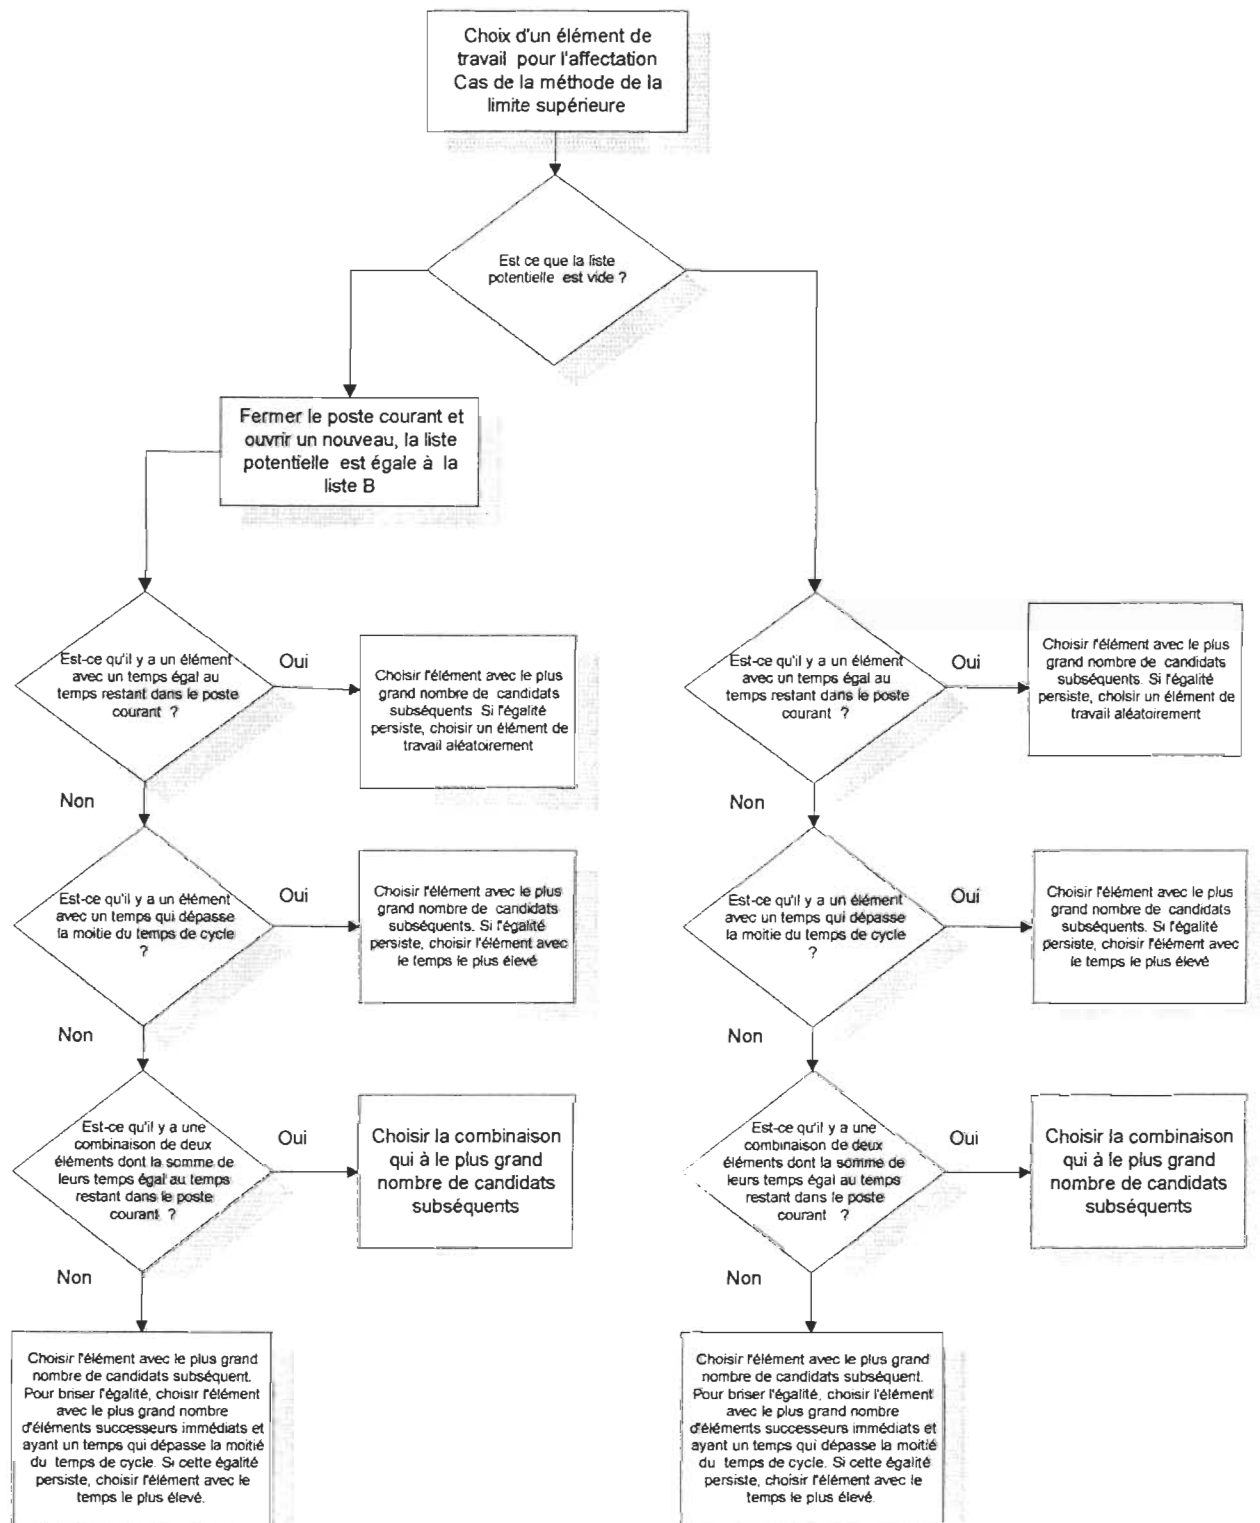 Choix d'un élément de
travail pour l'affectation
Cas de la méthode de la
limite supérieure
Est ce que la liste
potentielle est vide ?
Fermer le poste courant et
ouvrir un nouveau, la liste
potentielle est égale à la
liste B
Est-ce qu'il y a un élément
avec un temps égal au
temps restant dans le poste
courant ?
Oui
Choisir l'élément avec le plus
grand nombre de candidats
subséquents Si l'égalité
persiste, choisir un élément de
travail aléatoirement
Est-ce qu'il y a un élément
avec un temps égal au
temps restant dans le poste
courant ?
Oui
Choisir l'élément avec le plus
grand nombre de candidats
subséquents. Si l'égalité
persiste, choisir un élément de
travail aléatoirement
Non
Non
Est-ce qu'il y a un élément
avec un temps qui dépasse
la moitie du temps de cycle
?
Oui
Choisir l'élément avec le plus
grand nombre de candidats
subséquents. Si l'égalité
persiste, choisir l'élément avec
le temps le plus élevé
Est-ce qu'il y a un élément
avec un temps qui dépasse
la moitie du temps de cycle
?
Oui
Choisir l'élément avec le plus
grand nombre de candidats
subséquents. Si l'égalité
persiste, choisir l'élément avec
le temps le plus élevé
Non
Non
Est-ce qu'il y a une
combinaison de deux
éléments dont la somme de
leurs temps égal au temps
restant dans le poste
courant ?
Oui
Choisir la combinaison
qui à le plus grand
nombre de candidats
subséquents
Est-ce qu'il y a une
combinaison de deux
éléments dont la somme de
leurs temps égal au temps
restant dans le poste
courant ?
Oui
Choisir la combinaison
qui à le plus grand
nombre de candidats
subséquents
Non
Non
Choisir l'élément avec le plus grand
nombre de candidats subséquent.
Pour briser l'égalité, choisir l'élément
avec le plus grand nombre
d'éléments successeurs immédiats et
ayant un temps qui dépasse la moitié
du temps de cycle. Si cette égalité
persiste, choisir l'élément avec le
temps le plus élevé.
Choisir l'élément avec le plus grand
nombre de candidats subséquent.
Pour briser l'égalité, choisir l'élément
avec le plus grand nombre
d'éléments successeurs immédiats et
ayant un temps qui dépasse la moitié
du temps de cycle. Si cette égalité
persiste, choisir l'élément avec le
temps le plus élevé.